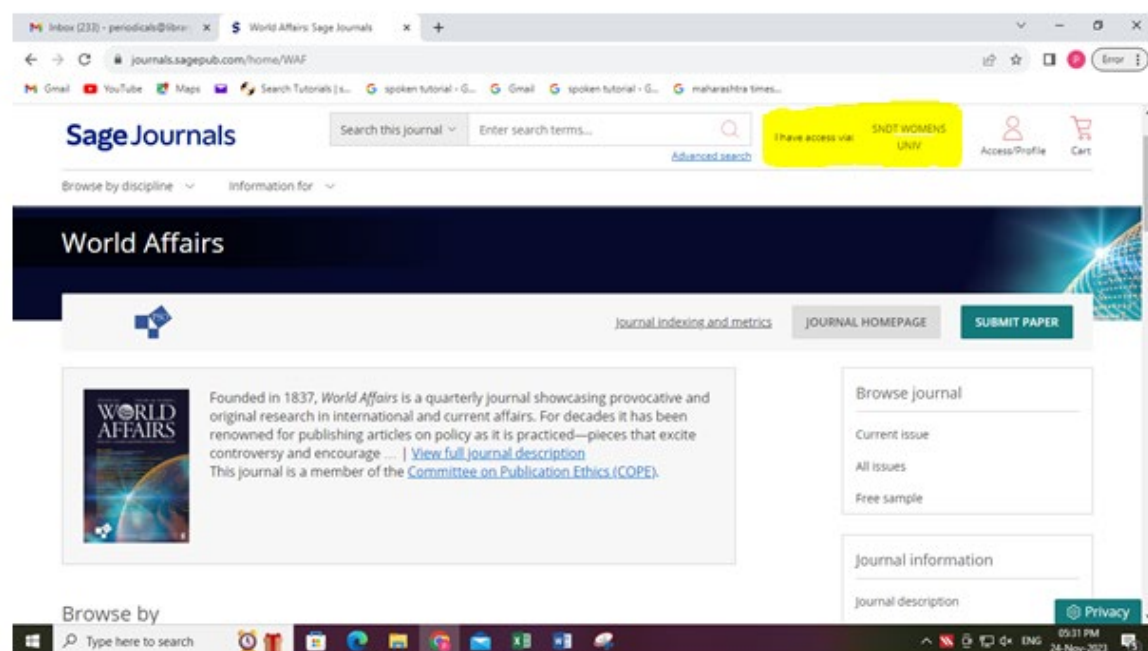 Inbox (233) - periodicals@librar
World Affairs: Sage Journals
journals.sagepub.com/home/WAF
Error
Gmail
YouTube
Maps
Search Tutorials | s...
spoken tutorial - G...
Gmail
spoken tutorial - G...
maharashtra times...
Sage Journals
Search this journal
Enter search terms...
Advanced search
I have access via:
SNDT WOMENS
UNIV
Access/Profile
Cart
Browse by discipline
Information for
World Affairs
PSO
Journal indexing and metrics
JOURNAL HOMEPAGE
SUBMIT PAPER
WORLD
AFFAIRS
Founded in 1837, World Affairs is a quarterly journal showcasing provocative and
original research in international and current affairs. For decades it has been
renowned for publishing articles on policy as it is practiced—pieces that excite
controversy and encourage ... | View full journal description
This journal is a member of the Committee on Publication Ethics (COPE).
Browse journal
Current issue
All issues
Free sample
Journal information
Journal description
Browse by
Privacy
Type here to search
ENG
05:31 PM
24-Nov-2023